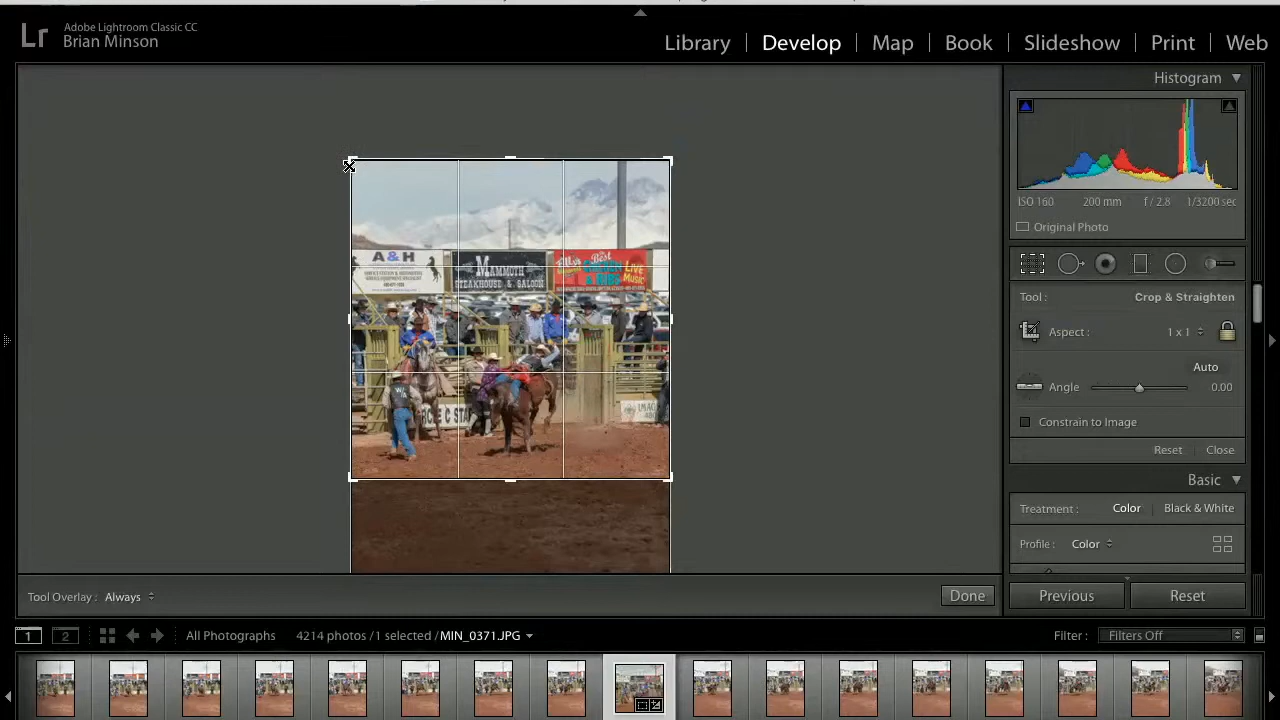 Lr
Adobe Lightroom Classic CC
Brian Minson
Library
Develop
Map
Book
Slideshow
Print
Web
Histogram
ISO 160
200 mm
f / 2.8
1/3200 sec
Original Photo
Tool :
Crop & Straighten
Aspect :
1 x 1
Auto
Angle
0.00
Constrain to Image
Reset
Close
Basic
Treatment :
Color
Black & White
Profile :
Color
A & H
MAMMOTH
STEAKHOUSE & SALOON
Best
LIVE
MUSIC
Tool Overlay :
Always
Done
Previous
Reset
1
2
All Photographs
4214 photos / 1 selected / MIN_0371.JPG
Filter :
Filters Off